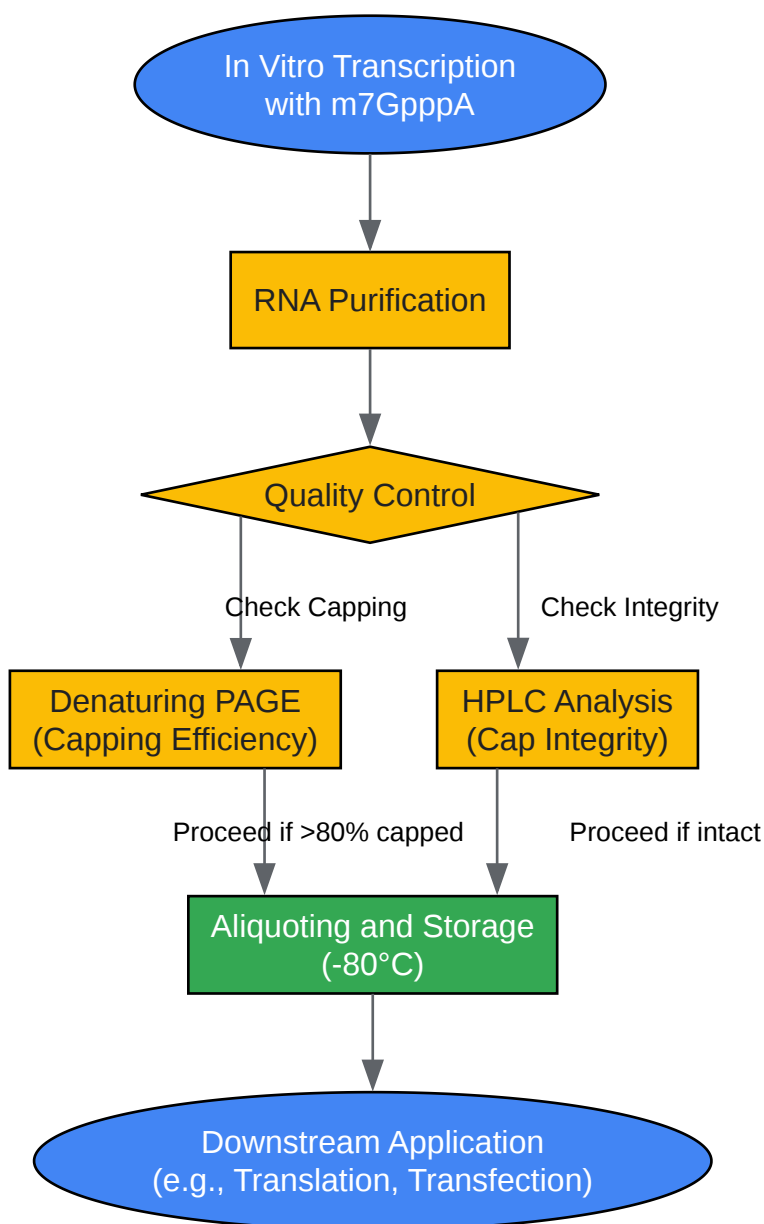 In Vitro Transcription
with m7GpppA
RNA Purification
Quality Control
Check Capping
Check Integrity
Denaturing PAGE
(Capping Efficiency)
HPLC Analysis
(Cap Integrity)
Proceed if >80% capped
Proceed if intact
Aliquoting and Storage
(-80°C)
Downstream Application
(e.g., Translation, Transfection)